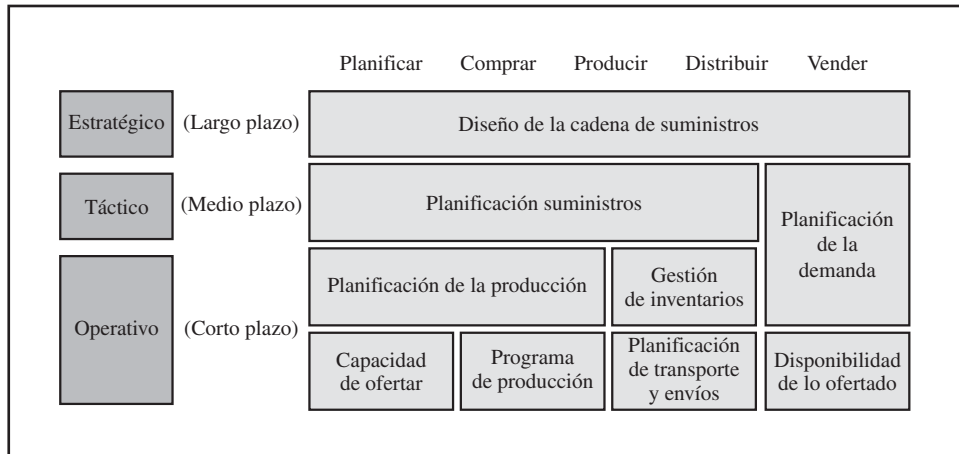 Planificar Comprar Producir Distribuir Vender
Estratégico (Largo plazo) Diseño de la cadena de suministros
Táctico (Medio plazo) Planificación suministros
Planificación
de la
demanda
Operativo (Corto plazo)
Planificación de la producción
Gestión
de inventarios
Capacidad
de ofertar
Programa
de producción
Planificación
de transporte
y envíos
Disponibilidad
de lo ofertado